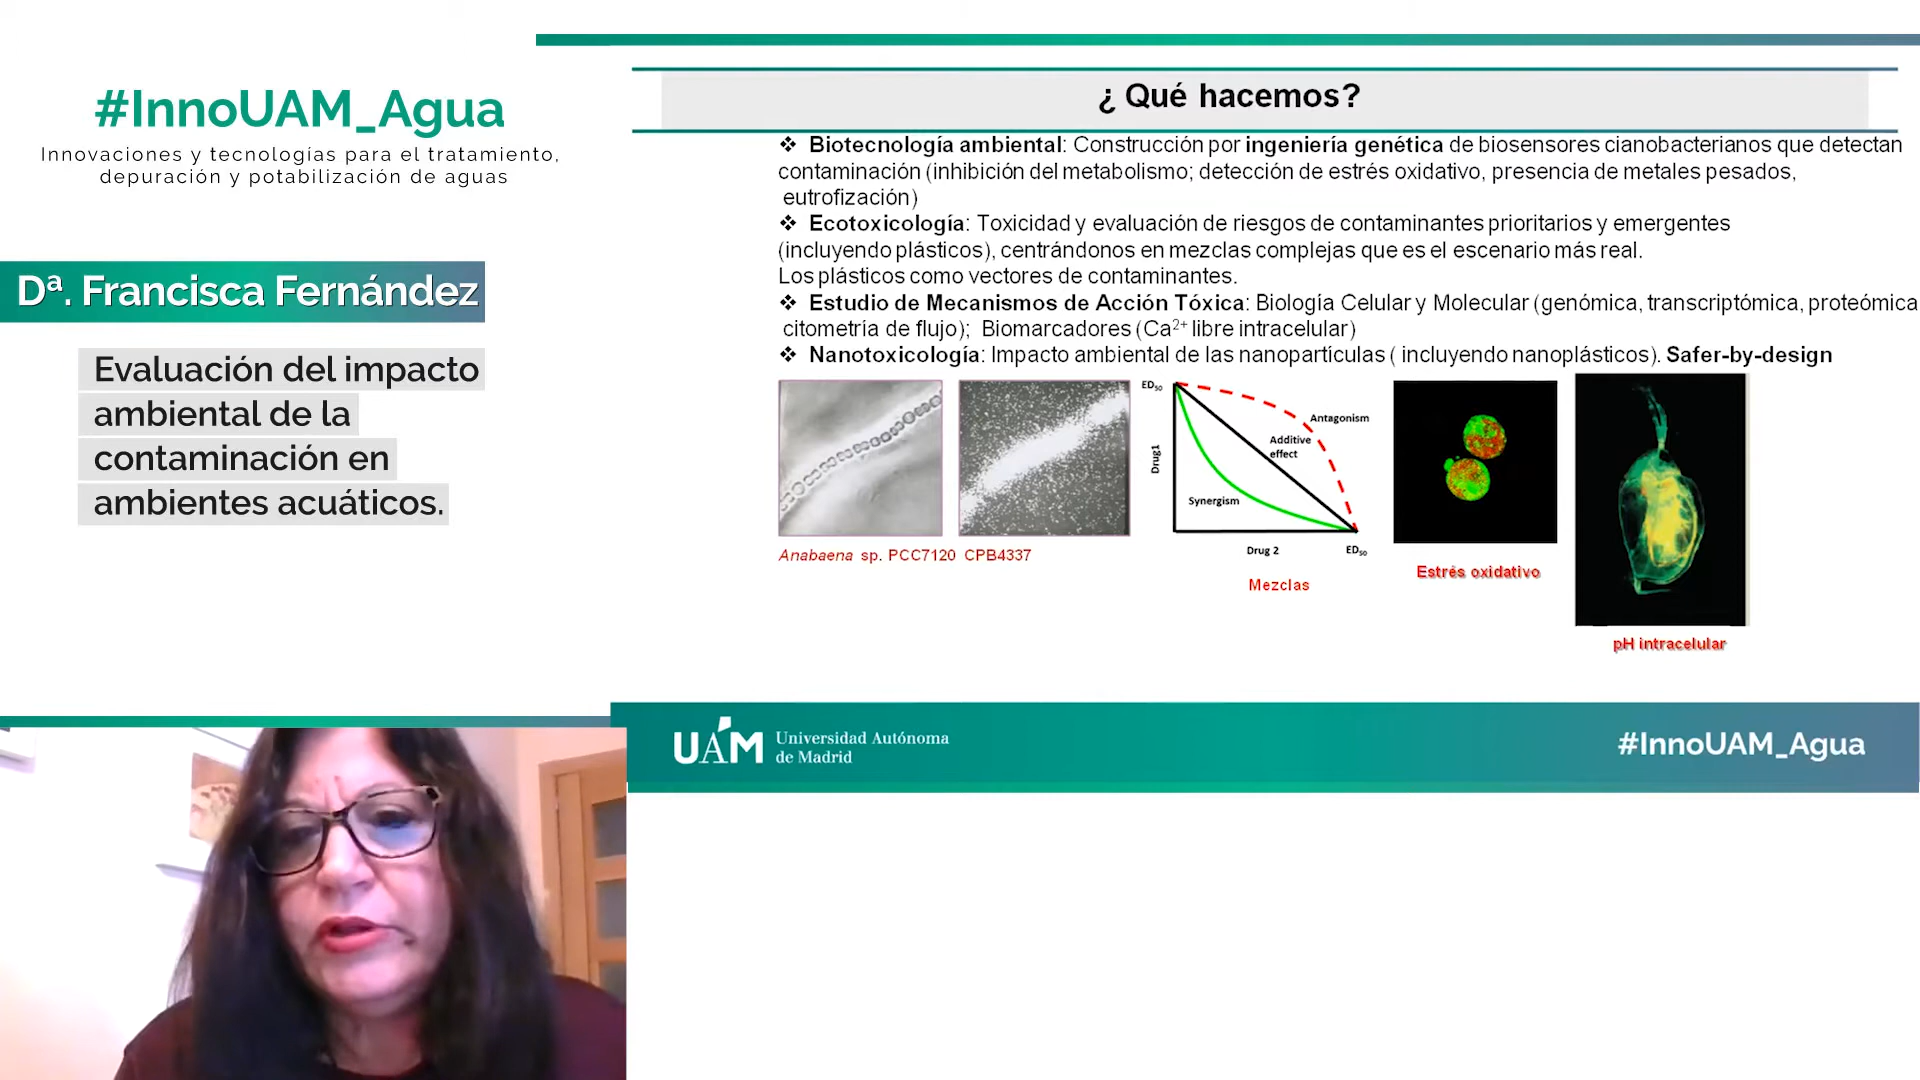 #InnoUAM_Agua
Innovaciones y tecnologías para el tratamiento,
depuración y potabilización de aguas
Dª. Francisca Fernández
Evaluación del impacto
ambiental de la
contaminación en
ambientes acuáticos.
¿ Qué hacemos?
❖ Biotecnología ambiental: Construcción por ingeniería genética de biosensores cianobacterianos que detectan
contaminación (inhibición del metabolismo; detección de estrés oxidativo, presencia de metales pesados,
eutrofización)
❖ Ecotoxicología: Toxicidad y evaluación de riesgos de contaminantes prioritarios y emergentes
(incluyendo plásticos), centrándonos en mezclas complejas que es el escenario más real.
Los plásticos como vectores de contaminantes.
❖ Estudio de Mecanismos de Acción Tóxica: Biología Celular y Molecular (genómica, transcriptómica, proteómica
citometría de flujo); Biomarcadores (Ca²⁺ libre intracelular)
❖ Nanotoxicología: Impacto ambiental de las nanopartículas ( incluyendo nanoplásticos). Safer-by-design
ED₅₀
Antagonism
Additive
effect
Drug1
Synergism
Drug 2
ED₅₀
Anabaena sp. PCC7120 CPB4337
Mezclas
Estrés oxidativo
pH intracelular
UAM
Universidad Autónoma
de Madrid
#InnoUAM_Agua